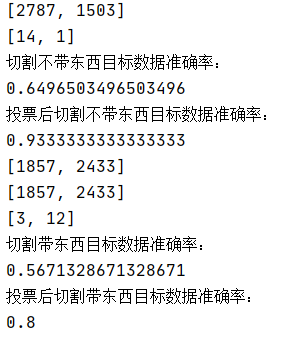 [2787, 1503]
[14, 1]
切割不带东西目标数据准确率：
0.6496503496503496
投票后切割不带东西目标数据准确率：
0.9333333333333333
[1857, 2433]
[1857, 2433]
[3, 12]
切割带东西目标数据准确率：
0.5671328671328671
投票后切割带东西目标数据准确率：
0.8